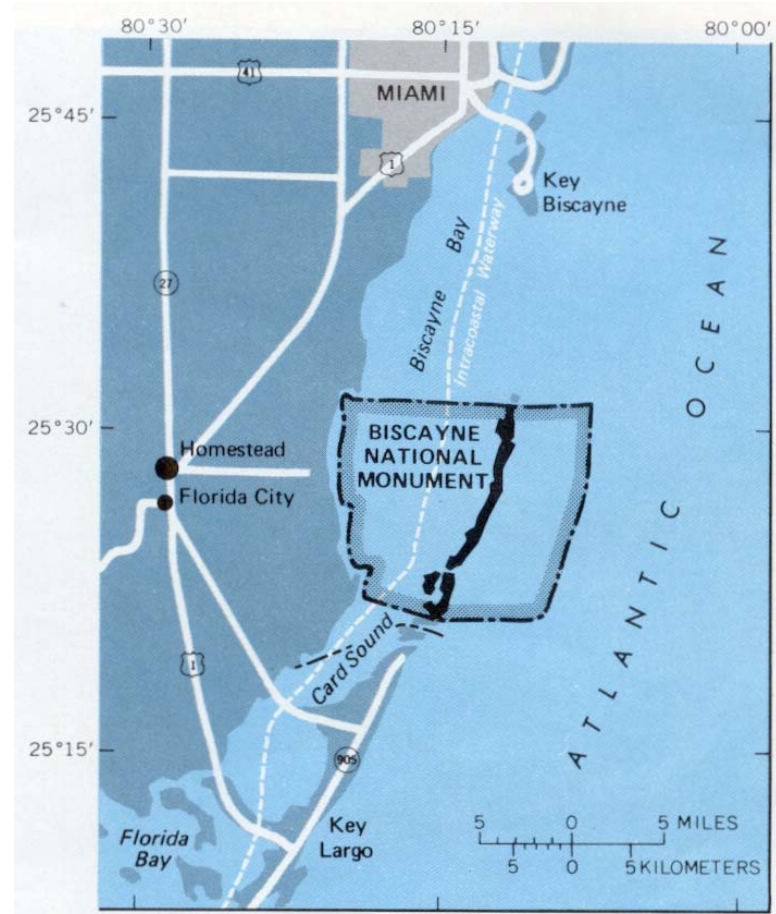 80°30′ 80°15′ 80°00′
41
MIAMI
25°45′
1
Key
Biscayne
27
Biscayne Bay
Intracoastal Waterway
ATLANTIC OCEAN
25°30′
BISCAYNE
NATIONAL
MONUMENT
Homestead
Florida City
Card Sound
1
25°15′
905
Florida
Bay
Key
Largo
5 0 5 MILES
5 0 5 KILOMETERS